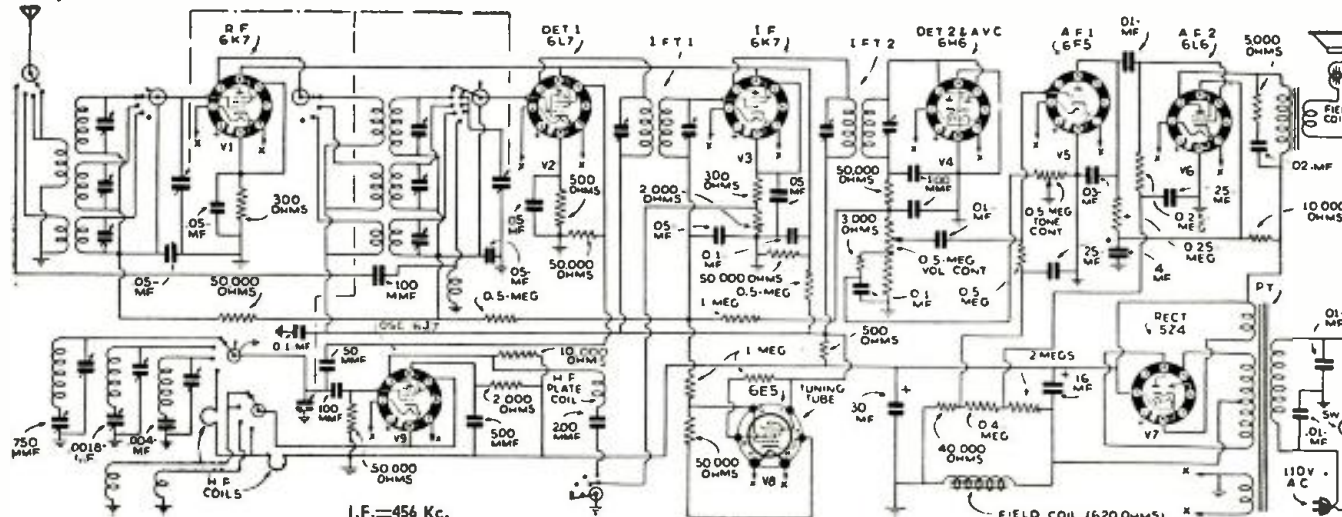 R F
6K7
DET 1
6L7
I F T 1
I F
6K7
I F T 2
DET 2 & AVC
6H6
A F 1
6F5
.01-
MF
A F 2
6L6
5,000
OHMS
FIELD
COIL
V1
V2
V3
V4
V5
V6
.05-
MF
300
OHMS
.05-
MF
500
OHMS
50,000
OHMS
.05-
MF
100
MMF
.05-
MF
50,000
OHMS
0.5-MEG
300
OHMS
2,000
OHMS
.05
MF
.05-
MF
0.1
MF
50,000 OHMS
0.5-MEG
1 MEG
50,000
OHMS
100
MMF
3,000
OHMS
.01-
MF
0.5-MEG
VOL CONT
0.1
MF
0.5
MEG
0.5 MEG
TONE
CONT
.03-
MF
25-
MF
4
MF
0.2
MEG
25
MF
0.25
MEG
.02-MF
10,000
OHMS
PT
0.1 MF
50
MMF
OSC 6J7
100
MMF
V9
50,000
OHMS
10,000
OHM
2,000
OHMS
H F
PLATE
COIL
500
MMF
200
MMF
1 MEG
6E5
TUNING
TUBE
50,000
OHMS
V8
500
OHMS
30
MF
2 MEGS
16
MF
0.4
MEG
40,000
OHMS
FIELD COIL (620 OHMS)
RECT
5Z4
V7
.01-
MF
SW
.01-
MF
110 V
A C
750
MMF
.0018-
MF
.004-
MF
H F
COILS
I.F.=456 Kc.